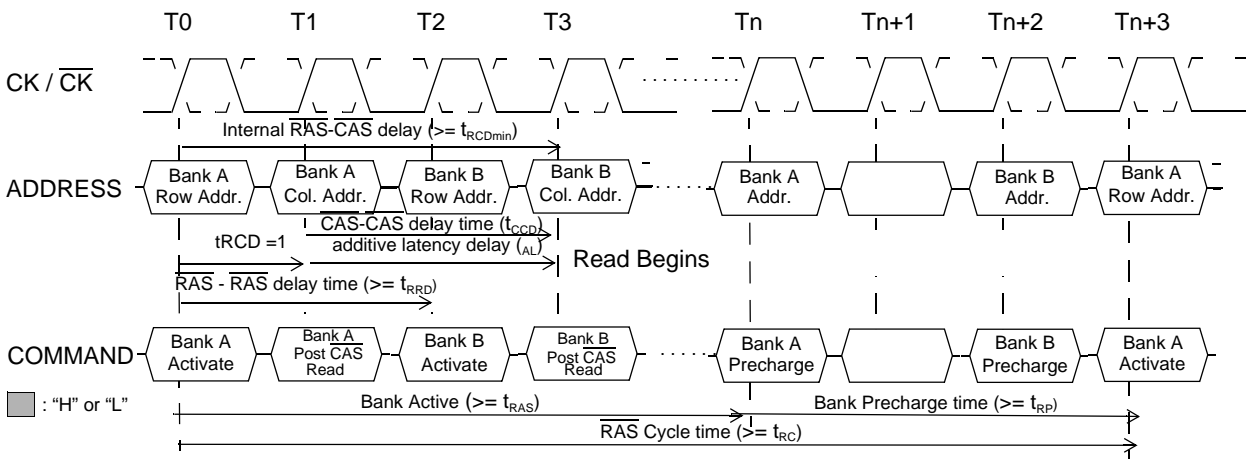 T0 T1 T2 T3 Tn Tn+1 Tn+2 Tn+3
CK / CK
Internal RAS-CAS delay (>= tRCDmin)
ADDRESS
Bank A
Row Addr.
Bank A
Col. Addr.
Bank B
Row Addr.
Bank B
Col. Addr.
Bank A
Addr.
Bank B
Addr.
Bank A
Row Addr.
CAS-CAS delay time (tCCD)
tRCD =1
additive latency delay (AL)
Read Begins
RAS - RAS delay time (>= tRRD)
COMMAND
Bank A
Activate
Bank A
Post CAS
Read
Bank B
Activate
Bank B
Post CAS
Read
Bank A
Precharge
Bank B
Precharge
Bank A
Activate
: “H” or “L”
Bank Active (>= tRAS)
Bank Precharge time (>= tRP)
RAS Cycle time (>= tRC)